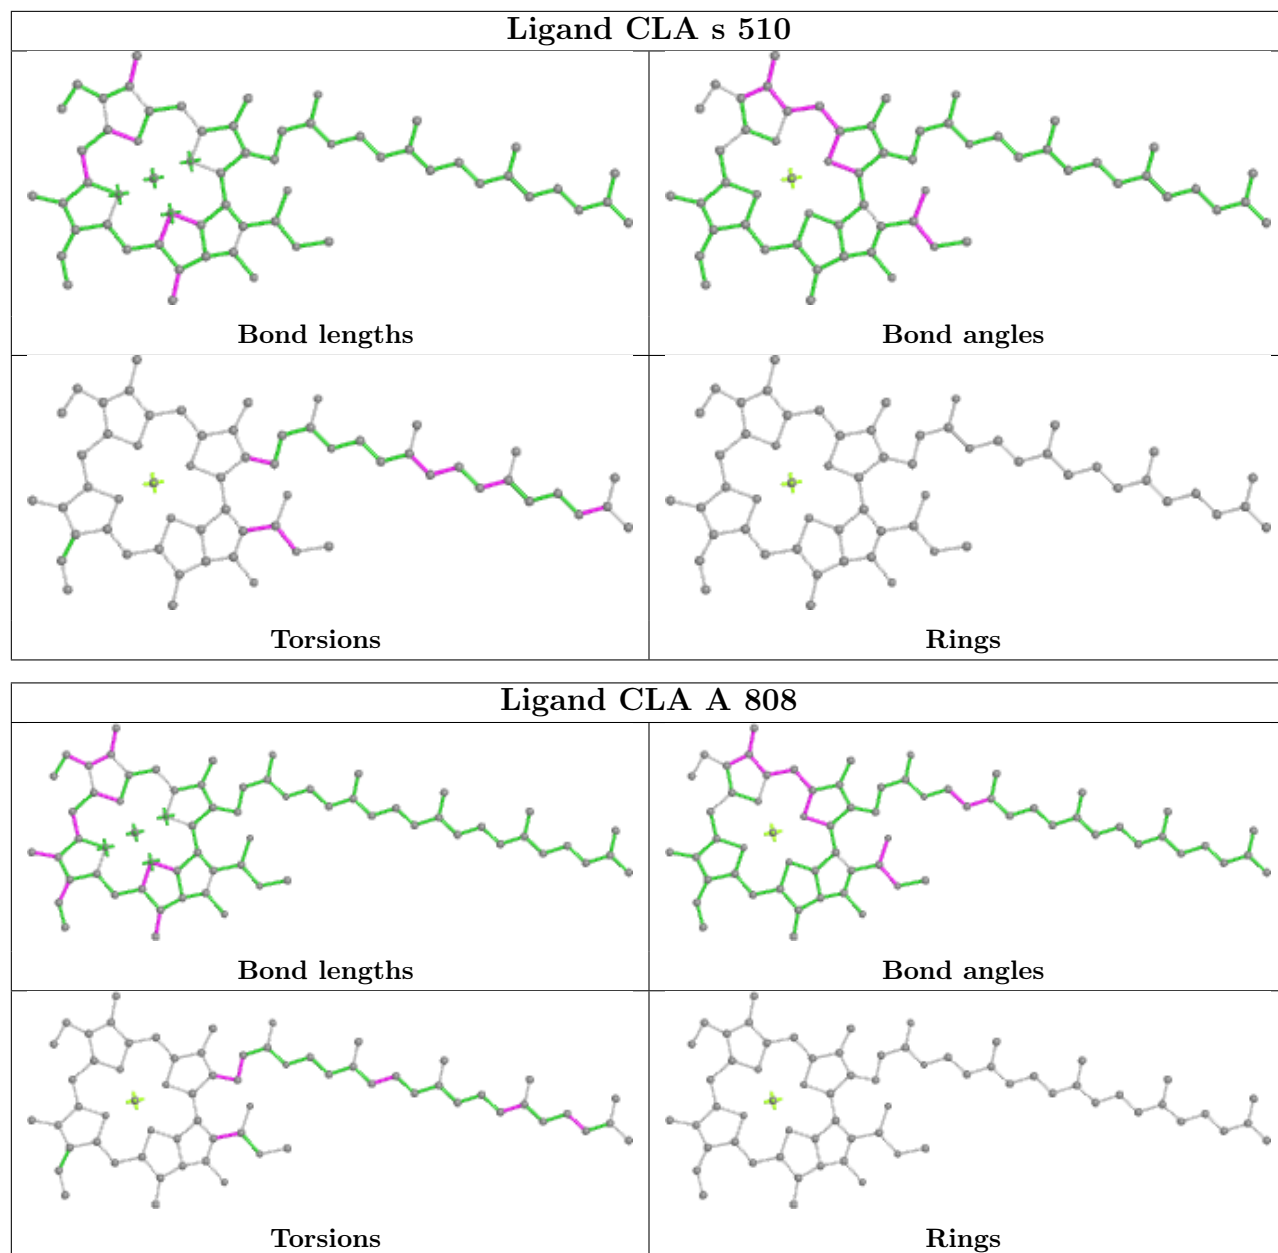 Ligand CLA s 510
Bond lengths
Bond angles
Torsions
Rings
Ligand CLA A 808
Bond lengths
Bond angles
Torsions
Rings